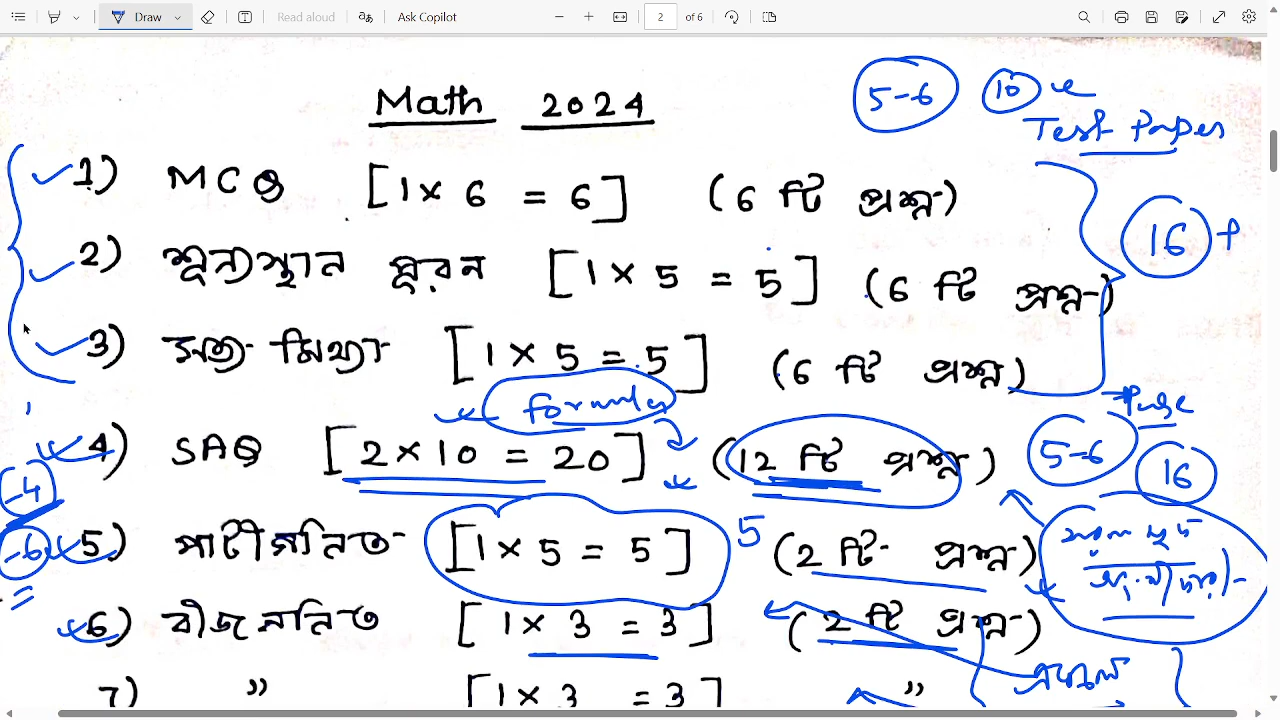 Draw
Read aloud
Ask Copilot
2 of 6
Math 2024
5-6 10
Test Paper
1) MCQ [1 × 6 = 6] (6 টি প্রশ্ন)
16 +
2) শূন্যস্থান পূরন [1 × 5 = 5] (6 টি প্রশ্ন)
3) সত্য মিথ্যা [1 × 5 = 5] (6 টি প্রশ্ন)
formula
4) SAQ [2 × 10 = 20] (12 টি প্রশ্ন)
5-6 16
-4
5) পাটীগনিত [1 × 5 = 5] 5 (2 টি প্রশ্ন)
-6
6) বীজগনিত [1 × 3 = 3] (2 টি প্রশ্ন)
7) " [1 × 3 = 3] "